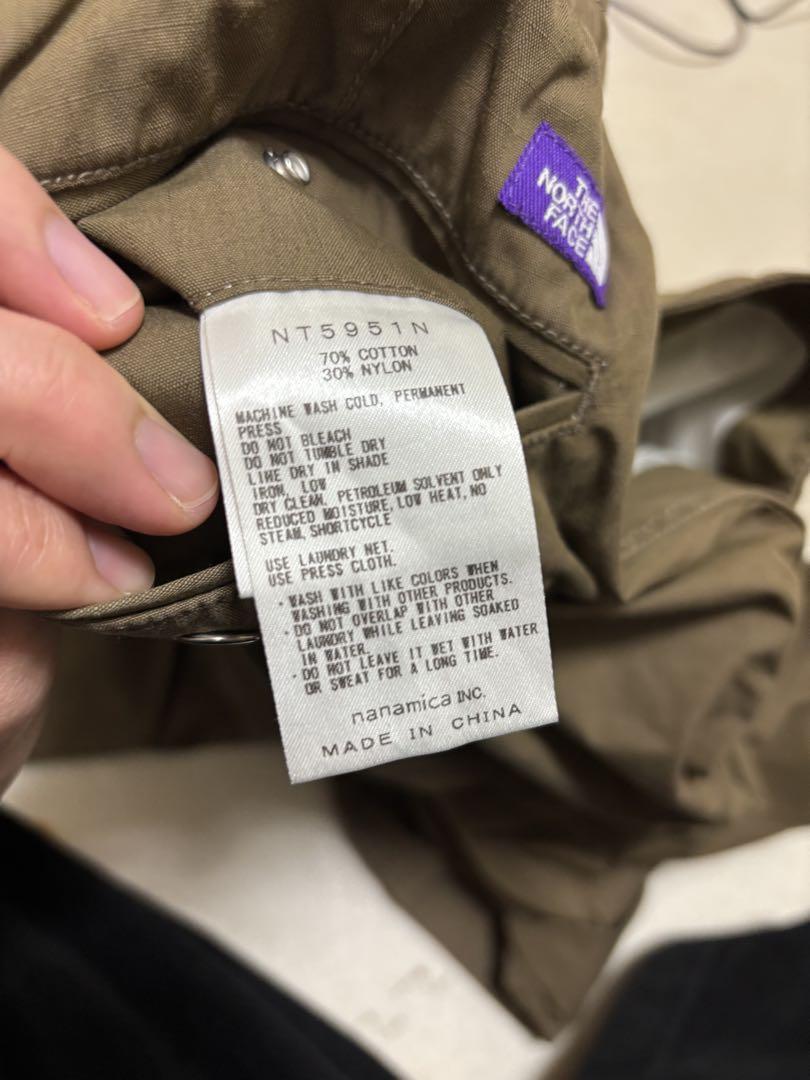 THE
NORTH
FACE
NT5951N
70% COTTON
30% NYLON
MACHINE WASH COLD, PERMANENT
PRESS
DO NOT BLEACH
DO NOT TUMBLE DRY
LIKE DRY IN SHADE
IRON, LOW
DRY CLEAN, PETROLEUM SOLVENT ONLY
REDUCED MOISTURE, LOW HEAT, NO
STEAM, SHORTCYCLE
USE LAUNDRY NET.
USE PRESS CLOTH.
・WASH WITH LIKE COLORS WHEN
WASHING WITH OTHER PRODUCTS.
・DO NOT OVERLAP WITH OTHER
LAUNDRY WHILE LEAVING SOAKED
IN WATER.
・DO NOT LEAVE IT WET WITH WATER
OR SWEAT FOR A LONG TIME.
nanamica INC.
MADE IN CHINA